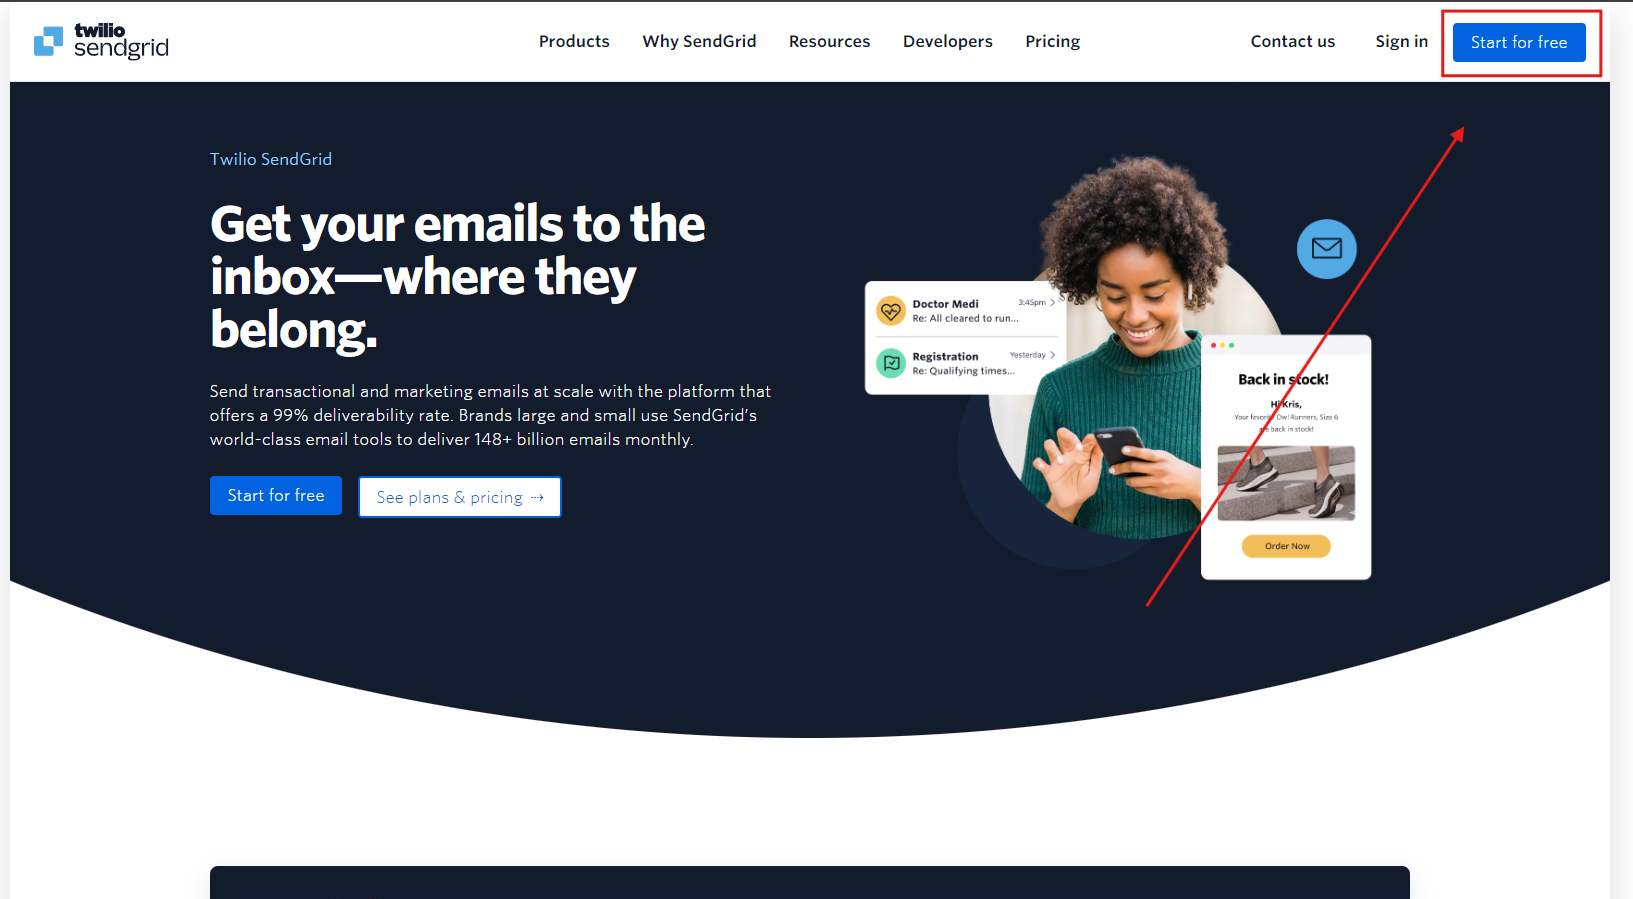 twilio
sendgrid
Products
Why SendGrid
Resources
Developers
Pricing
Contact us
Sign in
Start for free
Twilio SendGrid
Get your emails to the
inbox—where they
belong.
Send transactional and marketing emails at scale with the platform that
offers a 99% deliverability rate. Brands large and small use SendGrid’s
world-class email tools to deliver 148+ billion emails monthly.
Start for free
See plans & pricing ⇢
Doctor Medi 3:45pm >
Re: All cleared to run...
Registration Yesterday >
Re: Qualifying times...
Back in stock!
Hi Kris,
Your favorite Owl Runners, Size 6
are back in stock!
Order Now